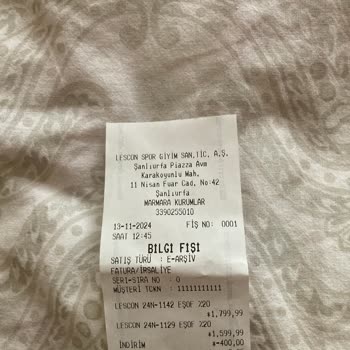 LESCON SPOR GİYİM SAN.TİC. A.Ş.
Şanlıurfa Piazza Avm
Karakoyunlu Mah.
11 Nisan Fuar Cad. No:42
Şanlıurfa
MARMARA KURUMLAR
3390255010
13-11-2024 FİŞ NO: 0001
SAAT 12:45
BİLGİ FİŞİ
SATIŞ TÜRÜ : E-ARŞİV
FATURA/İRSALİYE
SERİ-SIRA NO : 0
MÜŞTERİ TCKN : 11111111111
LESCON 24N-1142 EŞOF %20
*1,799,99
LESCON 24N-1129 EŞOF %20
*1,599,99
İNDİRİM *-400,00